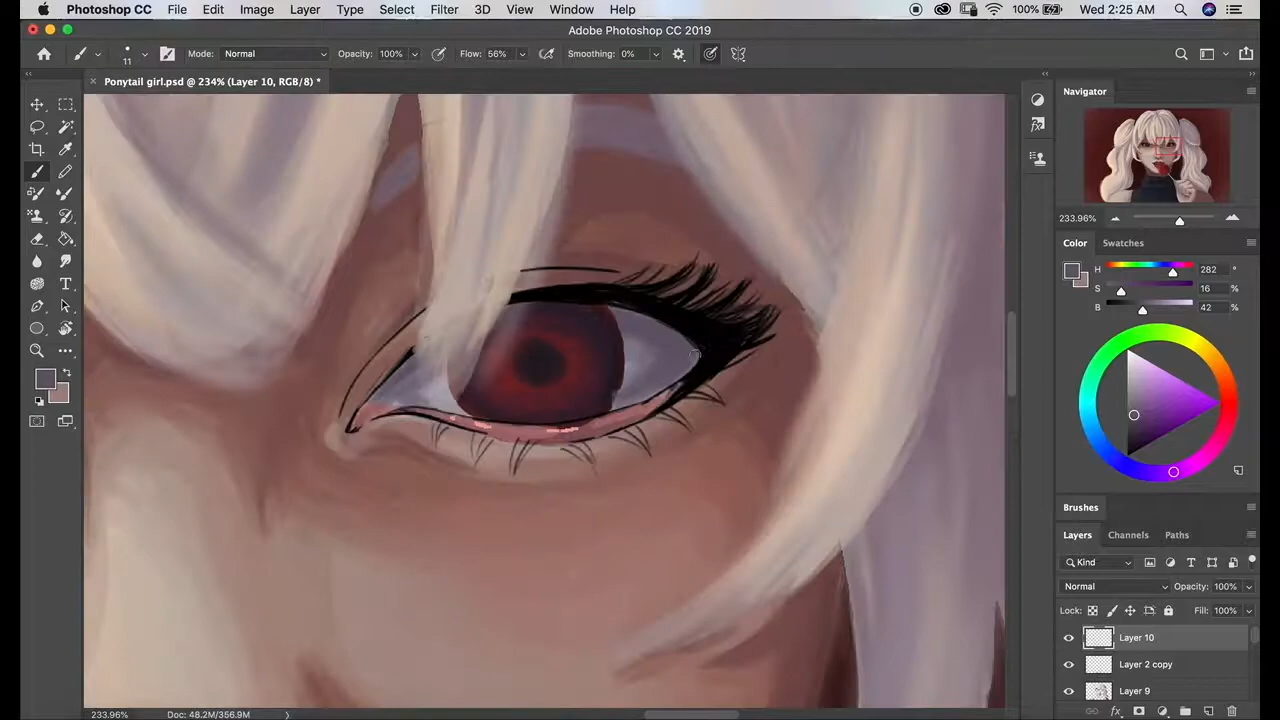 Photoshop CC File Edit Image Layer Type Select Filter 3D View Window Help 100% Wed 2:25 AM
Adobe Photoshop CC 2019
11 Mode: Normal Opacity: 100% Flow: 56% Smoothing: 0%
Ponytail girl.psd @ 234% (Layer 10, RGB/8) *
Navigator
233.96%
Color Swatches
H 282 °
S 16 %
B 42 %
Brushes
Layers Channels Paths
Kind
Normal Opacity: 100%
Lock: Fill: 100%
Layer 10
Layer 2 copy
Layer 9
233.96% Doc: 48.2M/356.9M